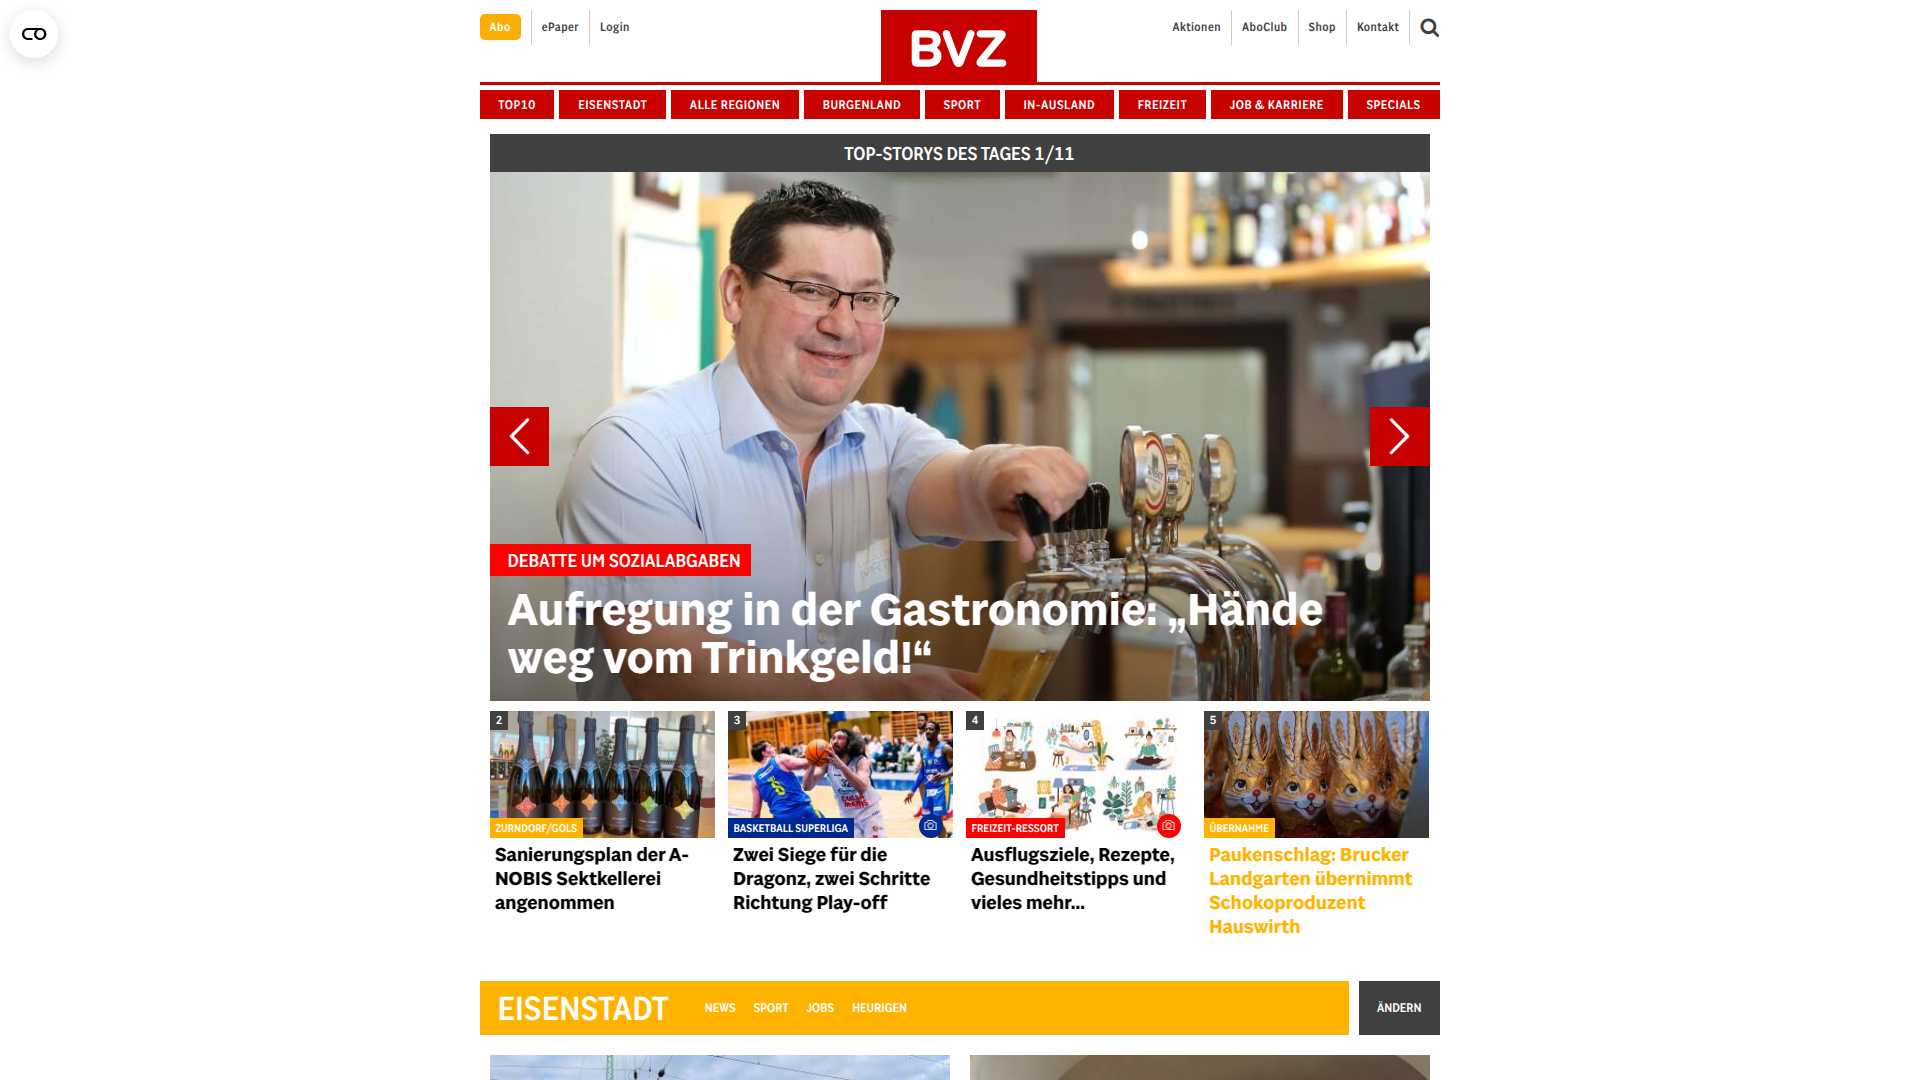 Abo
ePaper
Login
BVZ
Aktionen
AboClub
Shop
Kontakt
TOP10
EISENSTADT
ALLE REGIONEN
BURGENLAND
SPORT
IN-AUSLAND
FREIZEIT
JOB & KARRIERE
SPECIALS
TOP-STORYS DES TAGES 1/11
DEBATTE UM SOZIALABGABEN
Aufregung in der Gastronomie: „Hände
weg vom Trinkgeld!“
2
ZURNDORF/GOLS
Sanierungsplan der A-
NOBIS Sektkellerei
angenommen
3
BASKETBALL SUPERLIGA
Zwei Siege für die
Dragonz, zwei Schritte
Richtung Play-off
4
FREIZEIT-RESSORT
Ausflugsziele, Rezepte,
Gesundheitstipps und
vieles mehr...
5
ÜBERNAHME
Paukenschlag: Brucker
Landgarten übernimmt
Schokoproduzent
Hauswirth
EISENSTADT
NEWS
SPORT
JOBS
HEURIGEN
ÄNDERN